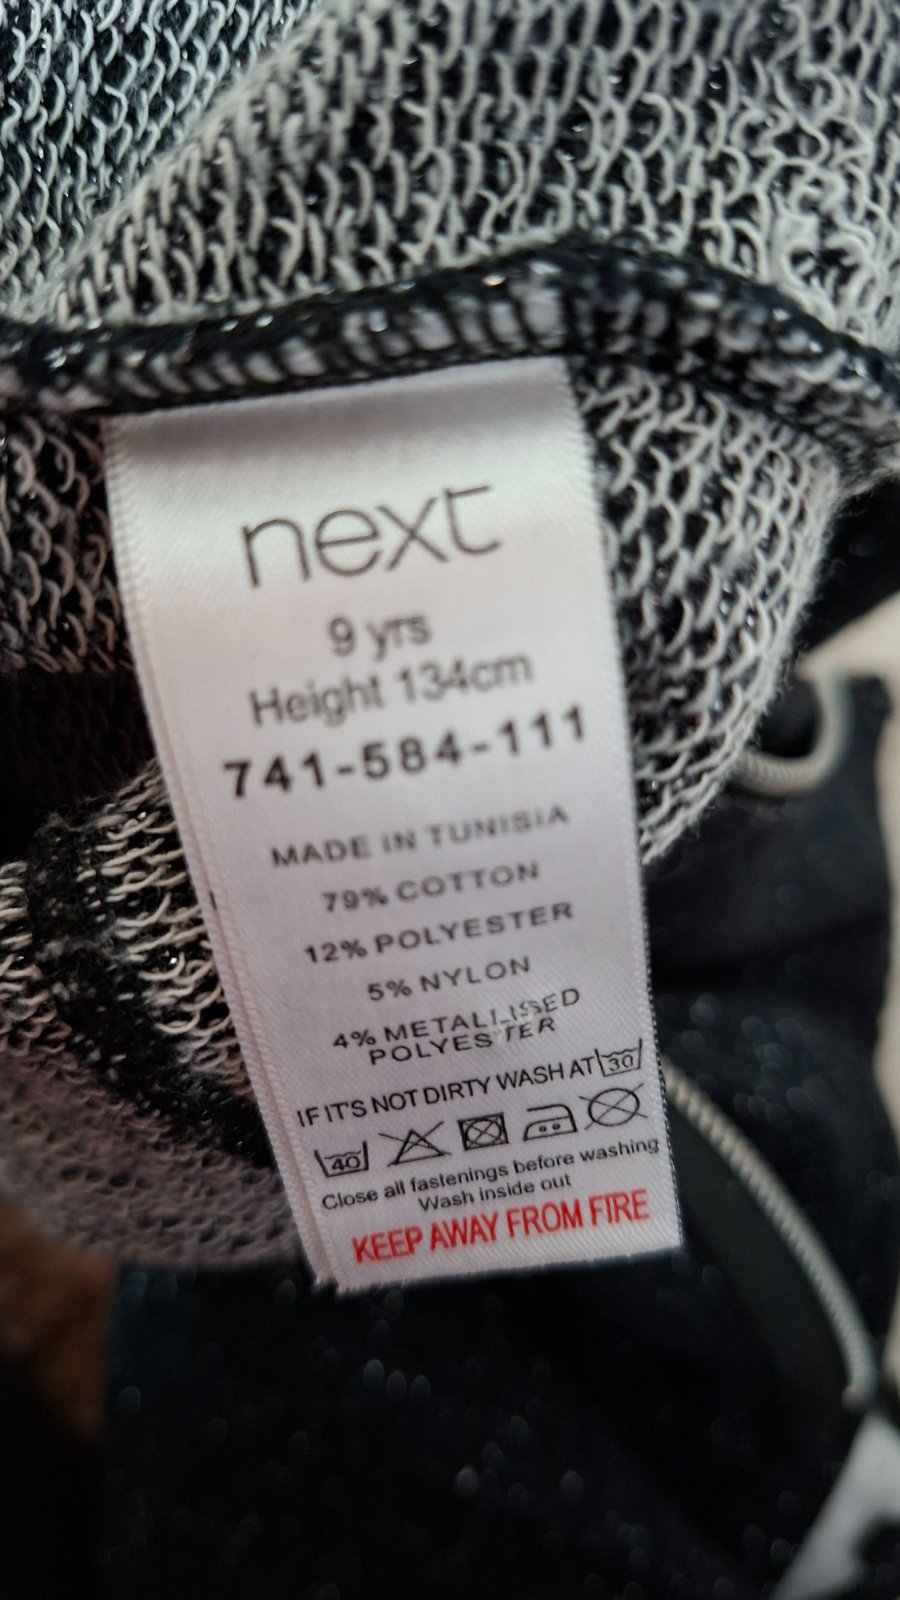 next
9 yrs
Height 134cm
741-584-111
MADE IN TUNISIA
79% COTTON
12% POLYESTER
5% NYLON
4% METALLISED
POLYESTER
IF IT'S NOT DIRTY WASH AT 30
40
Close all fastenings before washing
Wash inside out
KEEP AWAY FROM FIRE